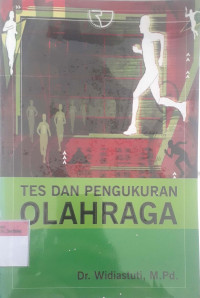 TES DAN PENGUKURAN
OLAHRAGA
Dr. Widiastuti, M.Pd.